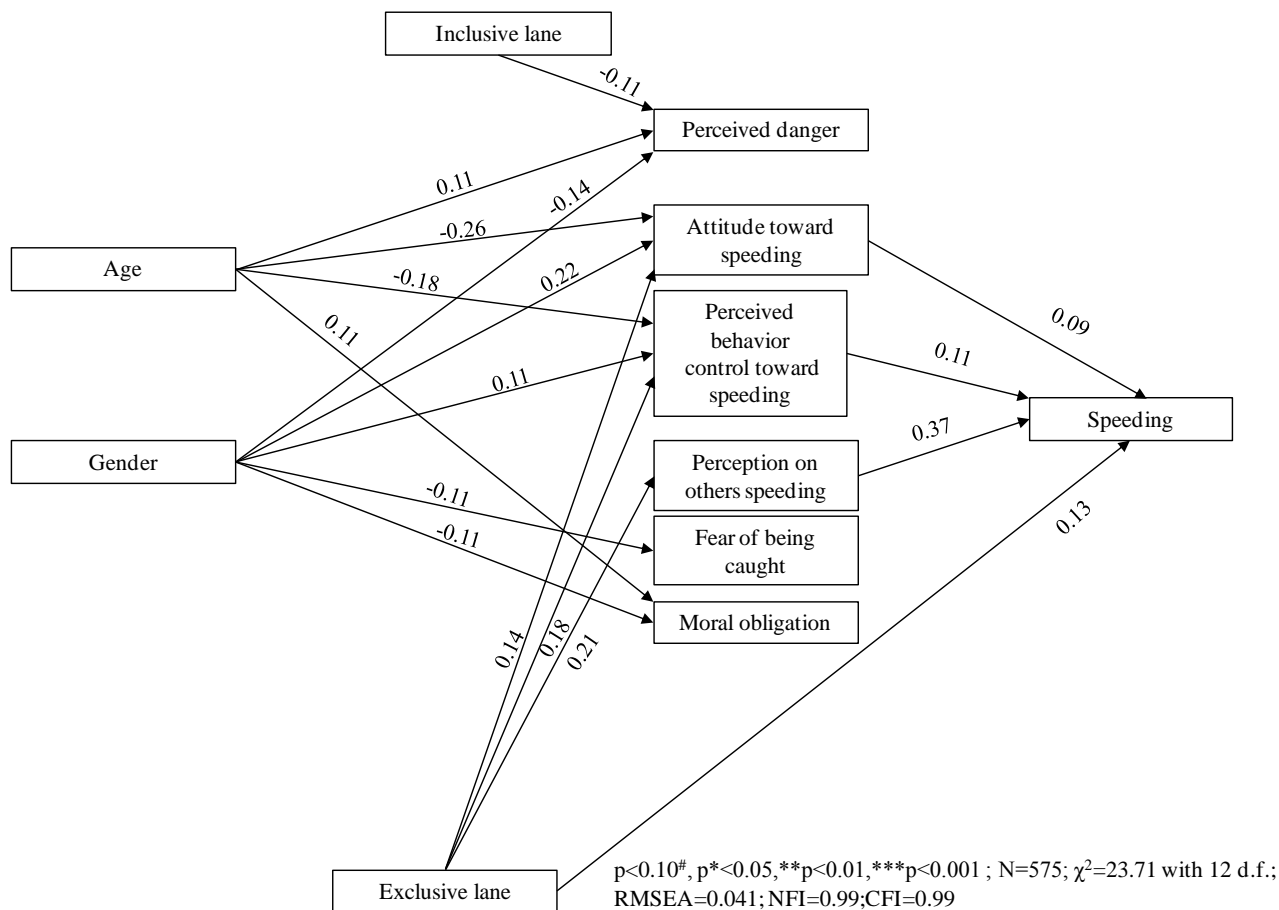 Inclusive lane
-0.11
Perceived danger
0.11
-0.14
-0.26
Attitude toward
speeding
Age
0.22
-0.18
Perceived
behavior
control toward
speeding
0.09
0.11
0.11
0.11
Speeding
0.37
Gender
Perception on
others speeding
-0.11
Fear of being
caught
0.13
-0.11
Moral obligation
0.14
0.18
0.21
Exclusive lane
p<0.10#, p*<0.05,**p<0.01,***p<0.001 ; N=575; χ²=23.71 with 12 d.f.;
RMSEA=0.041; NFI=0.99;CFI=0.99